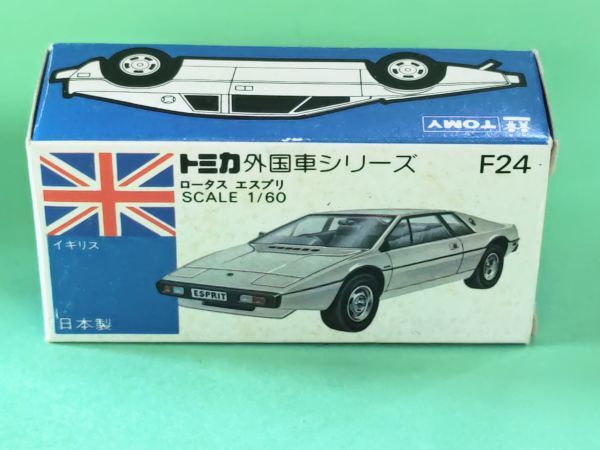 TOMY
トミカ外国車シリーズ F24
ロータス エスプリ
SCALE 1/60
イギリス
ESPRIT
日本製